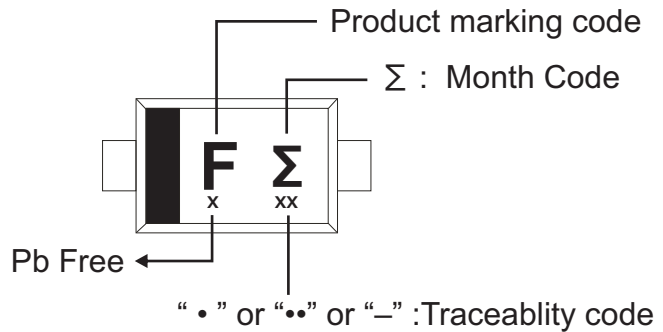 Product marking code
Σ : Month Code
F Σ
x xx
Pb Free
“ • ” or “••” or “–” :Traceablity code